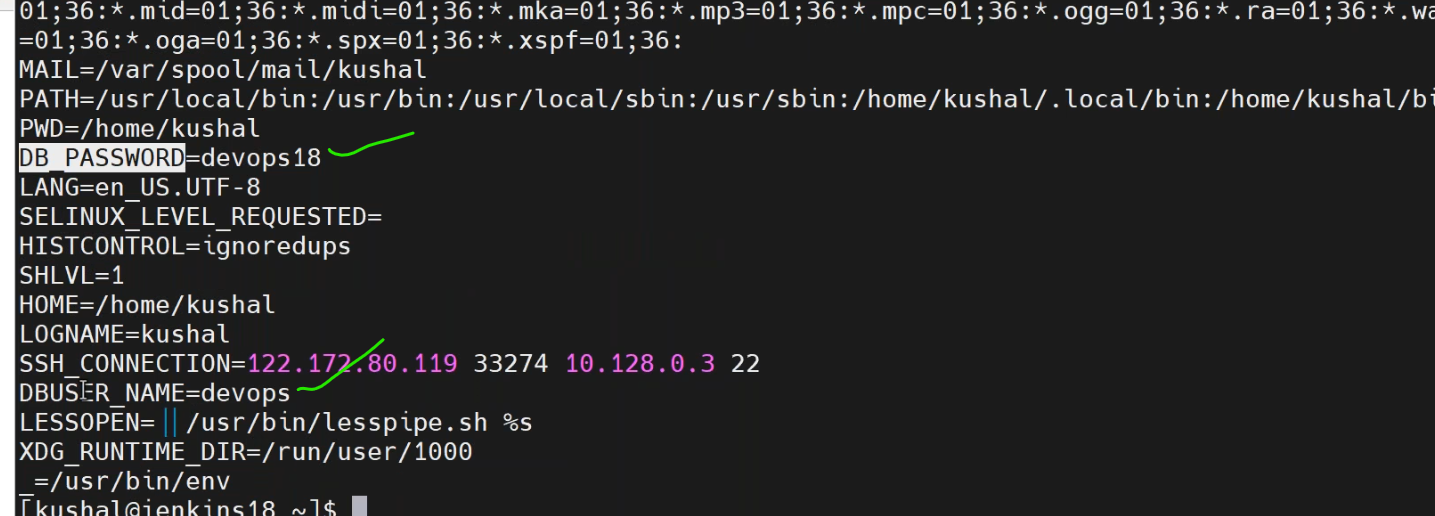 01;36:*.mid=01;36:*.midi=01;36:*.mka=01;36:*.mp3=01;36:*.mpc=01;36:*.ogg=01;36:*.ra=01;36:*.wa
=01;36:*.oga=01;36:*.spx=01;36:*.xspf=01;36:
MAIL=/var/spool/mail/kushal
PATH=/usr/local/bin:/usr/bin:/usr/local/sbin:/usr/sbin:/home/kushal/.local/bin:/home/kushal/bi
PWD=/home/kushal
DB_PASSWORD=devops18
LANG=en_US.UTF-8
SELINUX_LEVEL_REQUESTED=
HISTCONTROL=ignoredups
SHLVL=1
HOME=/home/kushal
LOGNAME=kushal
SSH_CONNECTION=122.172.80.119 33274 10.128.0.3 22
DBUSER_NAME=devops
LESSOPEN=||/usr/bin/lesspipe.sh %s
XDG_RUNTIME_DIR=/run/user/1000
_=/usr/bin/env
[kushal@jenkins18 ~]$